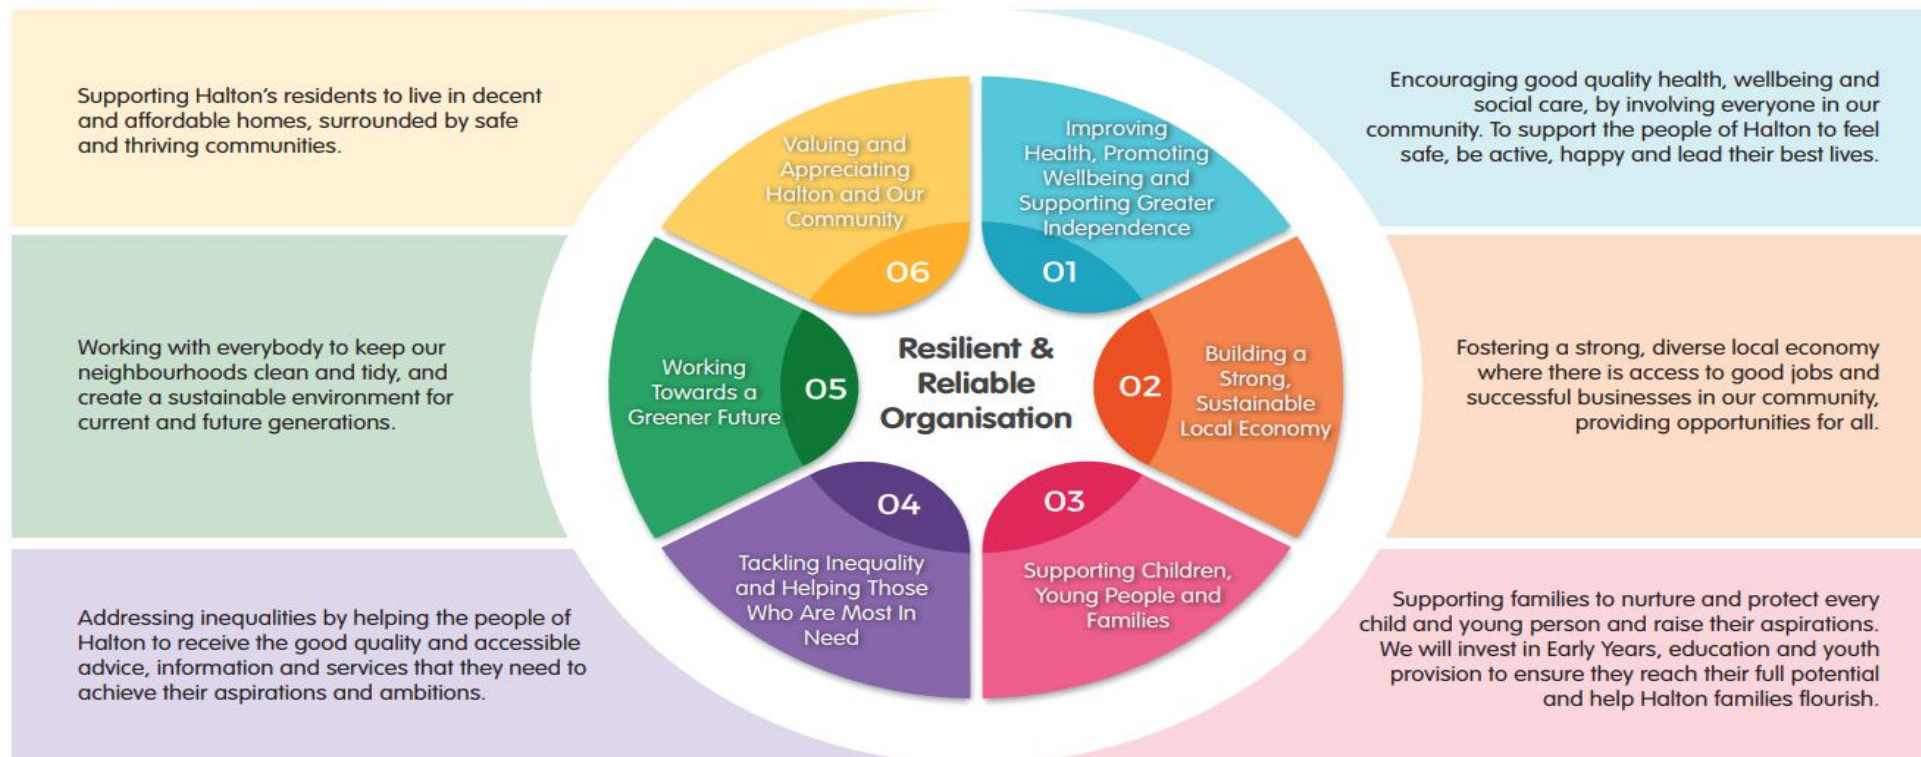 Supporting Halton's residents to live in decent
and affordable homes, surrounded by safe
and thriving communities.
Working with everybody to keep our
neighbourhoods clean and tidy, and
create a sustainable environment for
current and future generations.
Addressing inequalities by helping the people of
Halton to receive the good quality and accessible
advice, information and services that they need to
achieve their aspirations and ambitions.
Valuing and
Appreciating
Halton and Our
Community
06
Improving
Health, Promoting
Wellbeing and
Supporting Greater
Independence
01
Working
Towards a
Greener Future
05
Resilient &
Reliable
Organisation
02
Building a
Strong,
Sustainable
Local Economy
04
Tackling Inequality
and Helping Those
Who Are Most In
Need
03
Supporting Children,
Young People and
Families
Encouraging good quality health, wellbeing and
social care, by involving everyone in our
community. To support the people of Halton to feel
safe, be active, happy and lead their best lives.
Fostering a strong, diverse local economy
where there is access to good jobs and
successful businesses in our community,
providing opportunities for all.
Supporting families to nurture and protect every
child and young person and raise their aspirations.
We will invest in Early Years, education and youth
provision to ensure they reach their full potential
and help Halton families flourish.